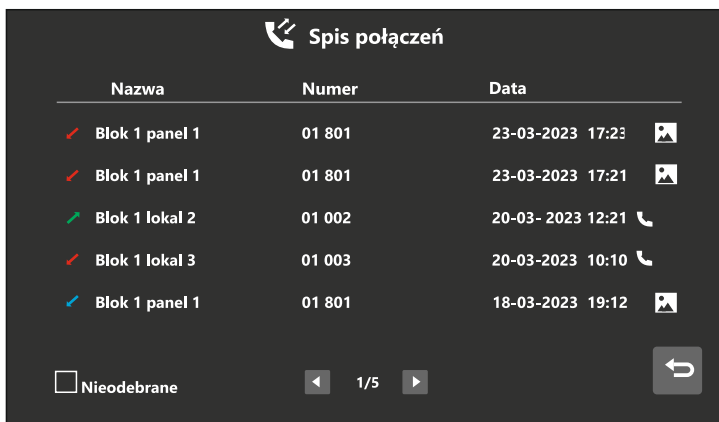 Spis połączeń
Nazwa Numer Data
Blok 1 panel 1 01 801 23-03-2023 17:23
Blok 1 panel 1 01 801 23-03-2023 17:21
Blok 1 lokal 2 01 002 20-03- 2023 12:21
Blok 1 lokal 3 01 003 20-03-2023 10:10
Blok 1 panel 1 01 801 18-03-2023 19:12
Nieodebrane 1/5